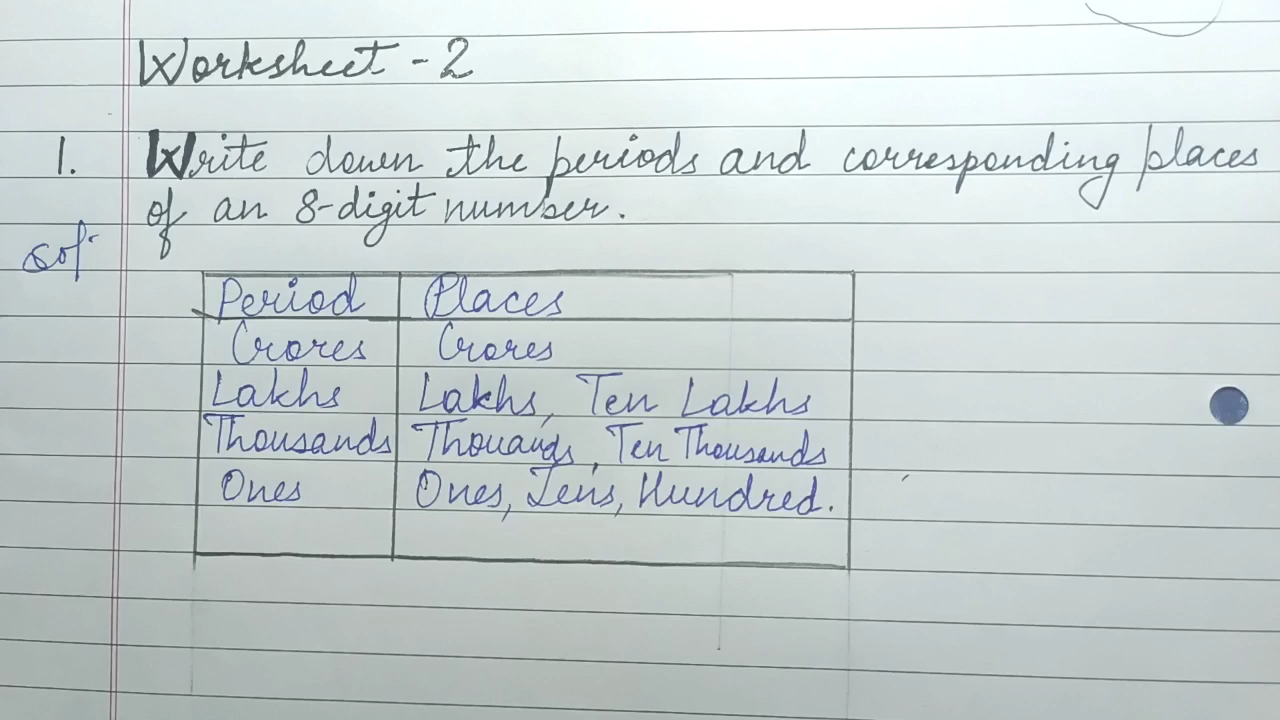 Worksheet - 2
1. Write down the periods and corresponding places
of an 8-digit number.
Sol.
Period Places
Crores Crores
Lakhs Lakhs, Ten Lakhs
Thousands Thouands, Ten Thousands
Ones Ones, Tens, Hundred.